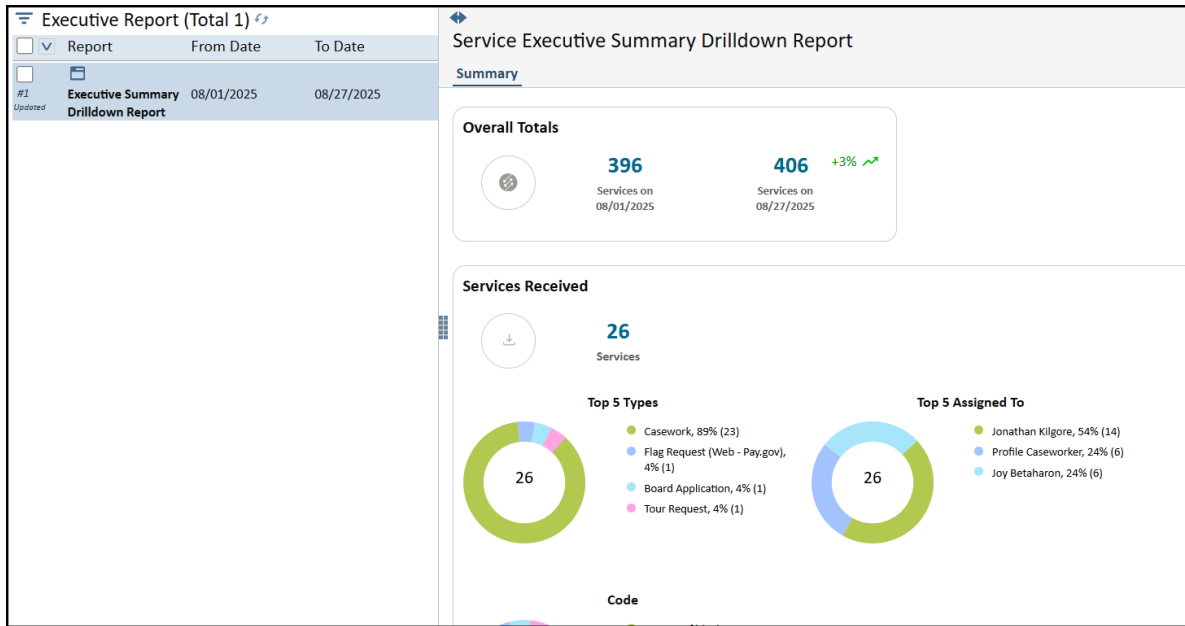 Executive Report (Total 1)
Report From Date To Date
#1
Updated
Executive Summary
Drilldown Report
08/01/2025 08/27/2025
Service Executive Summary Drilldown Report
Summary
Overall Totals
396
Services on
08/01/2025
406
Services on
08/27/2025
+3%
Services Received
26
Services
Top 5 Types
26
Casework, 89% (23)
Flag Request (Web - Pay.gov),
4% (1)
Board Application, 4% (1)
Tour Request, 4% (1)
Top 5 Assigned To
26
Jonathan Kilgore, 54% (14)
Profile Caseworker, 24% (6)
Joy Betaharon, 24% (6)
Code